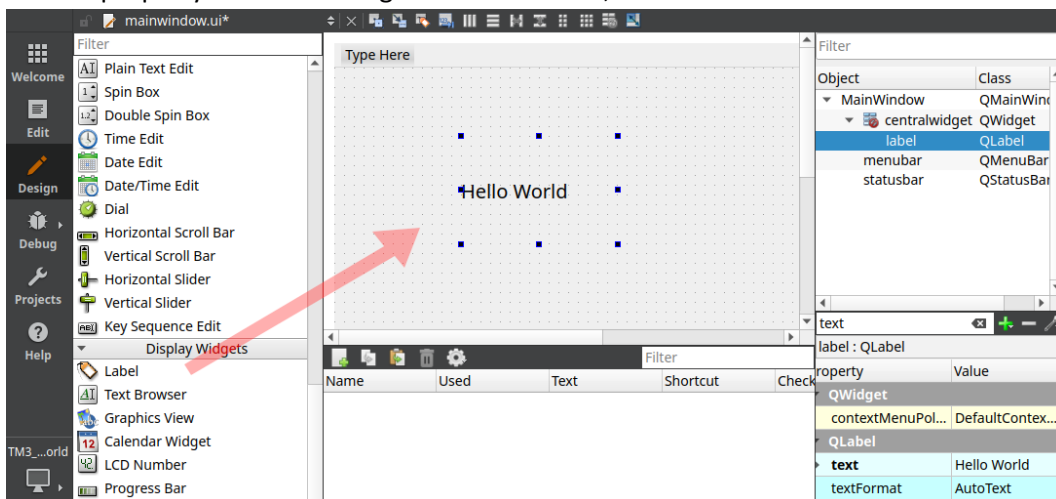 mainwindow.ui*
Welcome
Edit
Design
Debug
Projects
Help
TM3_...orld
Filter
Plain Text Edit
Spin Box
Double Spin Box
Time Edit
Date Edit
Date/Time Edit
Dial
Horizontal Scroll Bar
Vertical Scroll Bar
Horizontal Slider
Vertical Slider
Key Sequence Edit
Display Widgets
Label
Text Browser
Graphics View
Calendar Widget
LCD Number
Progress Bar
Type Here
Hello World
Filter
Name Used Text Shortcut Check
Filter
Object Class
MainWindow QMainWind
centralwidget QWidget
label QLabel
menubar QMenuBar
statusbar QStatusBar
text
label : QLabel
roperty Value
QWidget
contextMenuPol... DefaultContex...
QLabel
text Hello World
textFormat AutoText